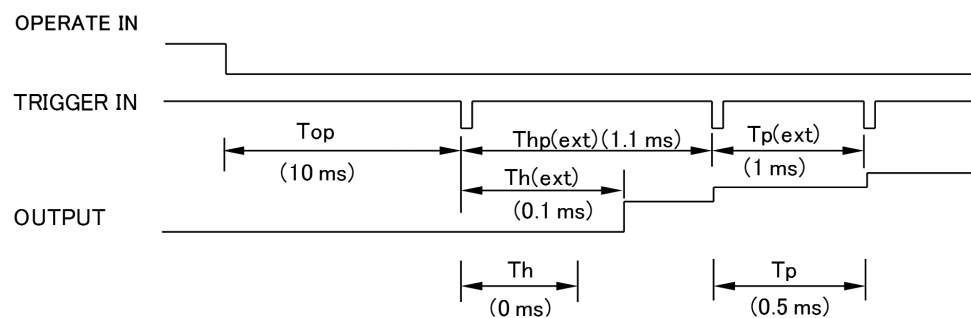 OPERATE IN
TRIGGER IN
Top
(10 ms)
Thp(ext)(1.1 ms)
Tp(ext)
(1 ms)
Th(ext)
(0.1 ms)
OUTPUT
Th
(0 ms)
Tp
(0.5 ms)